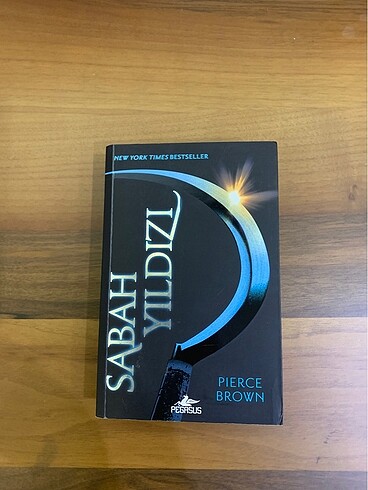 NEW YORK TIMES BESTSELLER
SABAH
YILDIZI
PIERCE
BROWN
PEGASUS